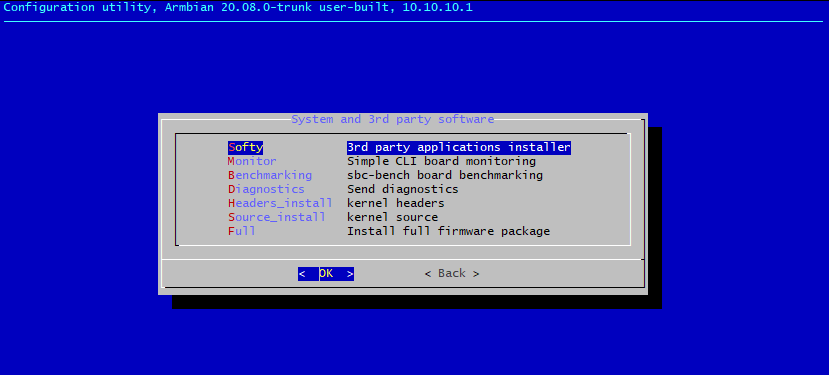 Configuration utility, Armbian 20.08.0-trunk user-built, 10.10.10.1
System and 3rd party software
Softy 3rd party applications installer
Monitor Simple CLI board monitoring
Benchmarking sbc-bench board benchmarking
Diagnostics Send diagnostics
Headers_install kernel headers
Source_install kernel source
Full Install full firmware package
< OK > < Back >